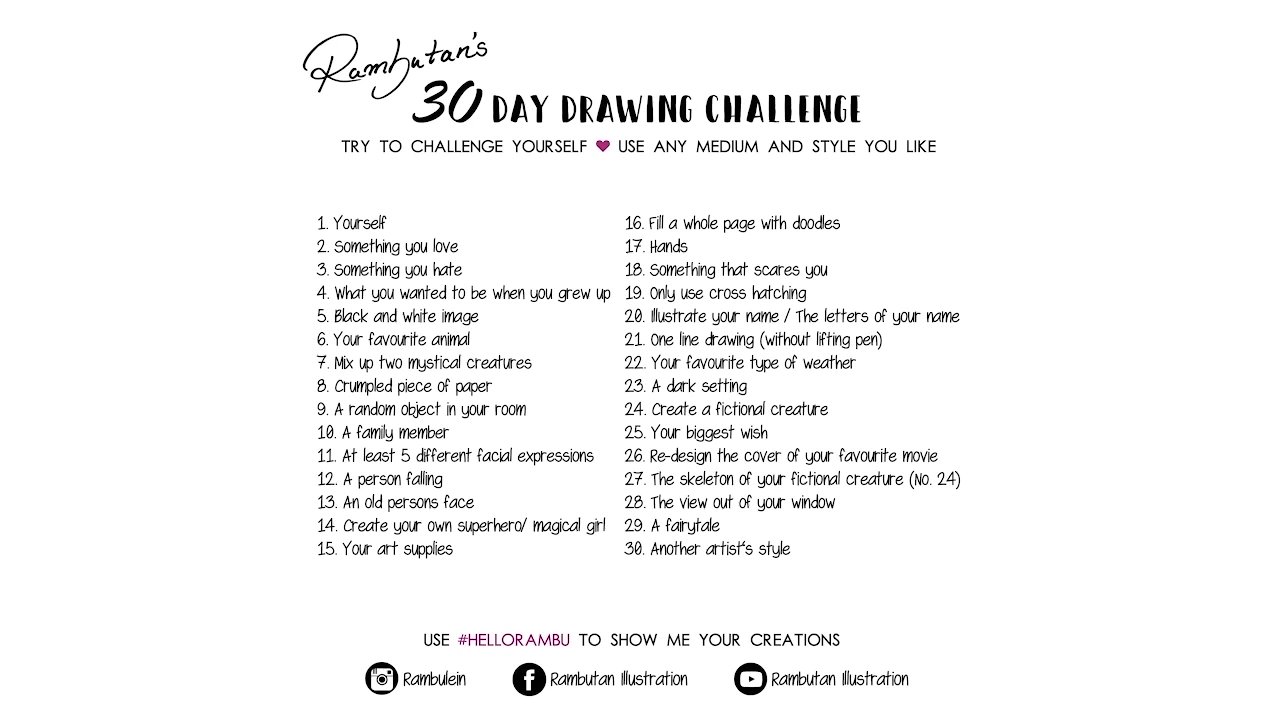 Rambutan's
30 DAY DRAWING CHALLENGE
TRY TO CHALLENGE YOURSELF ♥ USE ANY MEDIUM AND STYLE YOU LIKE
1. Yourself
2. Something you love
3. Something you hate
4. What you wanted to be when you grew up
5. Black and white image
6. Your favourite animal
7. Mix up two mystical creatures
8. Crumpled piece of paper
9. A random object in your room
10. A family member
11. At least 5 different facial expressions
12. A person falling
13. An old persons face
14. Create your own superhero/ magical girl
15. Your art supplies
16. Fill a whole page with doodles
17. Hands
18. Something that scares you
19. Only use cross hatching
20. Illustrate your name / The letters of your name
21. One line drawing (without lifting pen)
22. Your favourite type of weather
23. A dark setting
24. Create a fictional creature
25. Your biggest wish
26. Re-design the cover of your favourite movie
27. The skeleton of your fictional creature (No. 24)
28. The view out of your window
29. A fairytale
30. Another artist's style
USE #HELLORAMBU TO SHOW ME YOUR CREATIONS
Rambulein Rambutan Illustration Rambutan Illustration